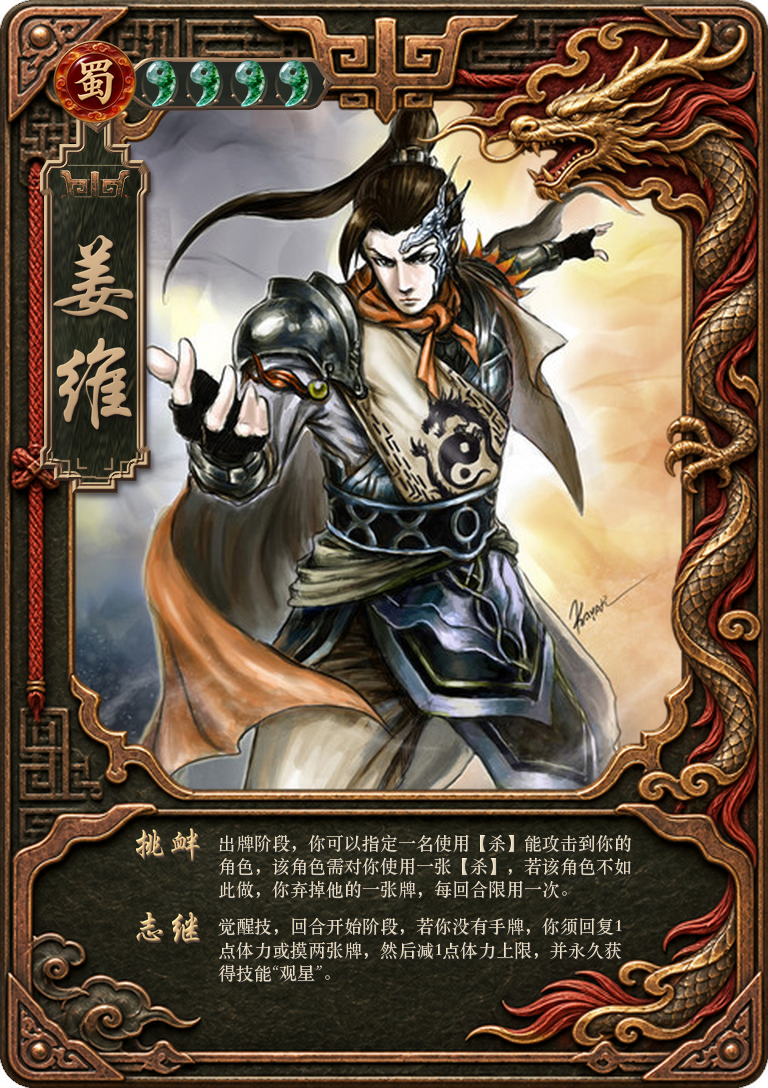 蜀
姜维
挑衅
出牌阶段，你可以指定一名使用【杀】能攻击到你的
角色，该角色需对你使用一张【杀】，若该角色不如
此做，你弃掉他的一张牌，每回合限用一次。
志继
觉醒技，回合开始阶段，若你没有手牌，你须回复1
点体力或摸两张牌，然后减1点体力上限，并永久获
得技能“观星”。